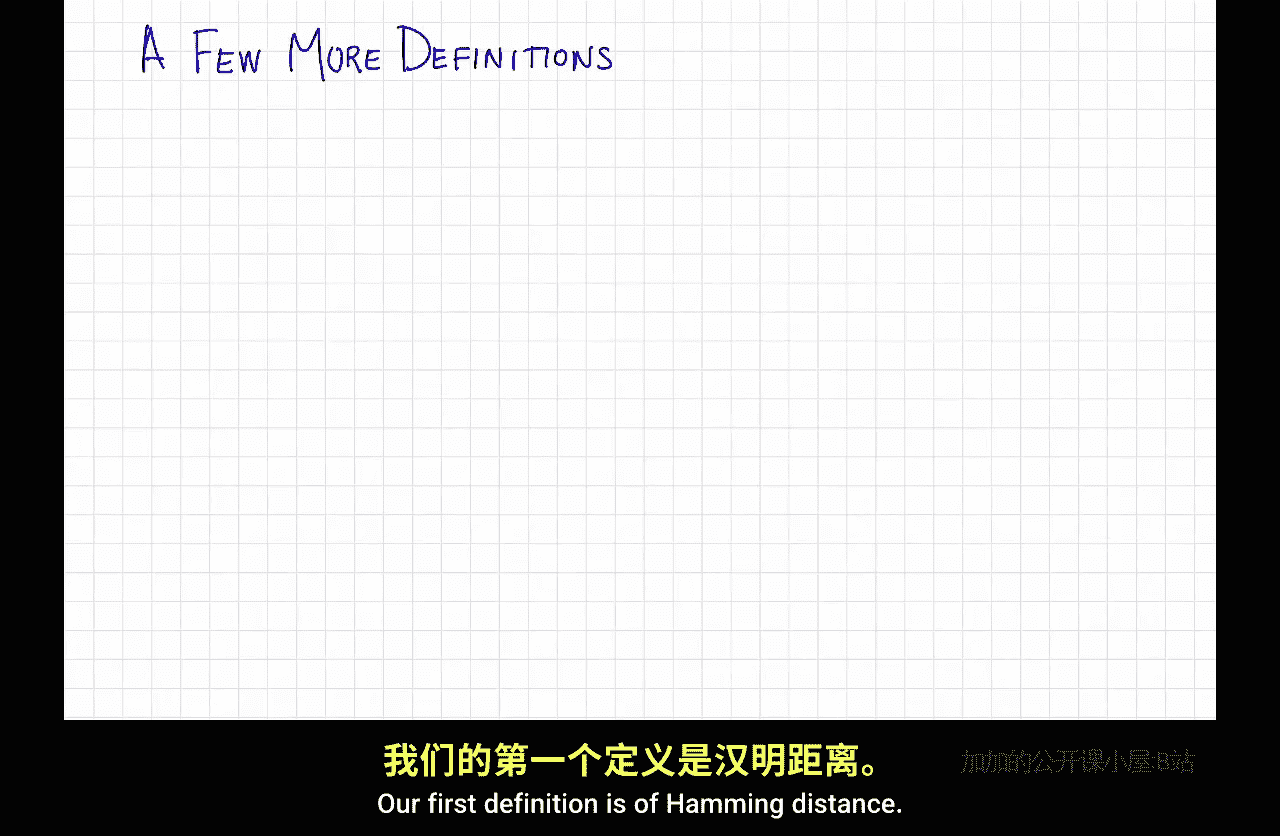 A FEW MORE DEFINITIONS
我们的第一个定义是汉明距离。
加加的公开课小屋:B站
Our first definition is of Hamming distance.